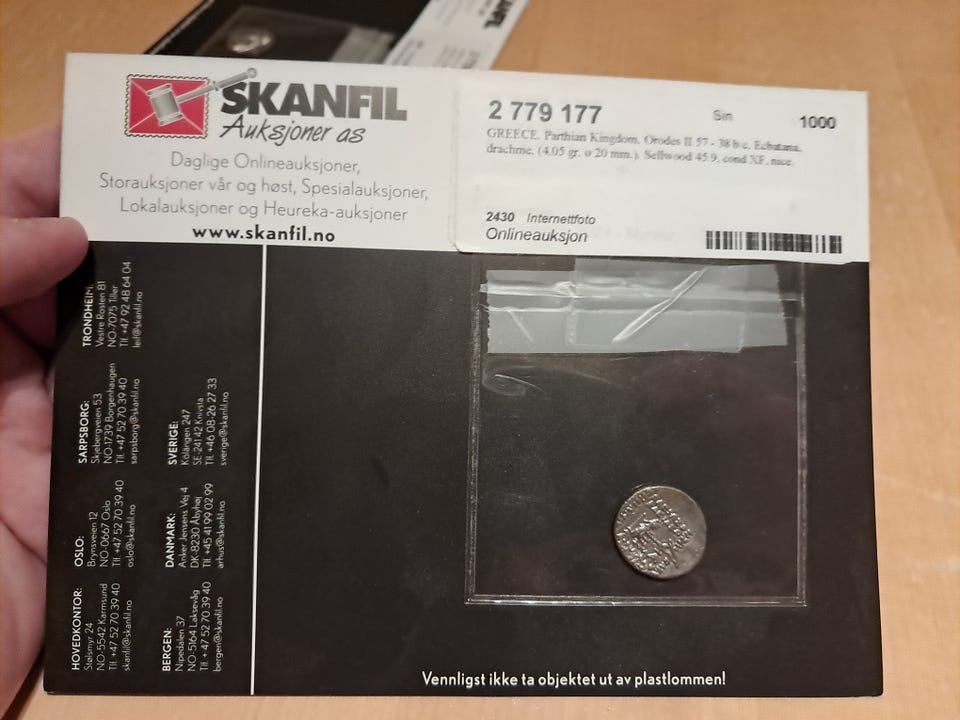 SKANFIL
Auksjoner as
Daglige Onlineauksjoner,
Storauksjoner vår og høst, Spesialauksjoner,
Lokalauksjoner og Heureka-auksjoner
www.skanfil.no
2 779 177 Sin 1000
GREECE. Parthian Kingdom. Orodes II 57 - 38 b.c. Ecbatana,
drachme, (4,05 gr. ø 20 mm.). Sellwood 45.9, cond XF, nice.
2430 Internettfoto
Onlineauksjon
TRONDHEIM:
Vestre Rosten 81
NO-7075 Tiller
Tlf. +47 92 48 64 04
leif@skanfil.no
SARPSBORG:
Skjebergveien 53
NO-1739 Borgenhaugen
Tlf. +47 52 70 39 40
sarpsborg@skanfil.no
SVERIGE:
Kölängen 247
SE-241 42 Knivsta
Tlf. +46 08-26 27 33
sverige@skanfil.no
OSLO:
Brynsveien 12
NO-0667 Oslo
Tlf. +47 52 70 39 40
oslo@skanfil.no
DANMARK:
Anker Jensens Vej 4
DK-8230 Åbyhøj
Tlf. +45 41 99 02 99
arhus@skanfil.no
HOVEDKONTOR:
Stølsmyr 24
NO-5542 Karmsund
Tlf. +47 52 70 39 40
skanfil@skanfil.no
BERGEN:
Nipedalen 37
NO-5164 Laksevåg
Tlf. + 47 52 70 39 40
bergen@skanfil.no
Vennligst ikke ta objektet ut av plastlommen!